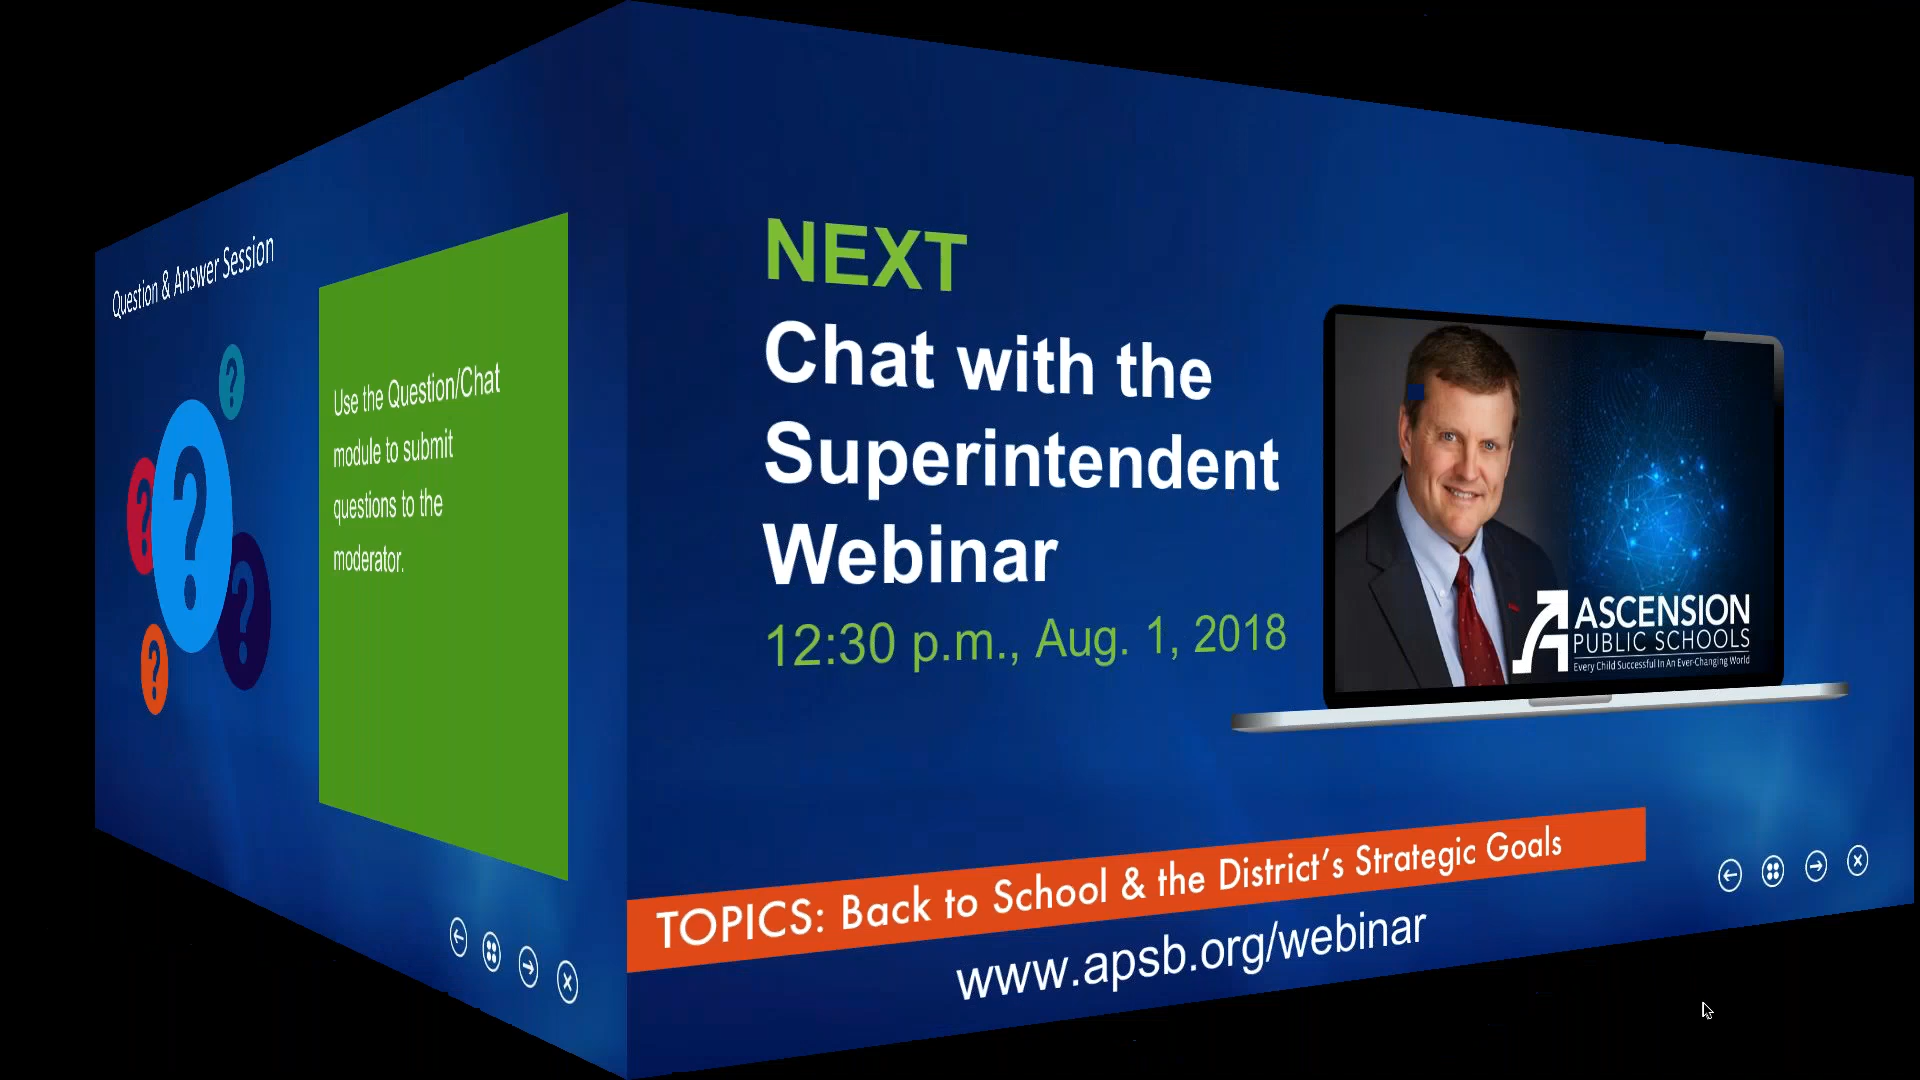 Question & Answer Session
?
?
?
?
?
Use the Question/Chat
module to submit
questions to the
moderator.
NEXT
Chat with the
Superintendent
Webinar
12:30 p.m., Aug. 1, 2018
ASCENSION
PUBLIC SCHOOLS
Every Child Successful In An Ever-Changing World
TOPICS: Back to School & the District's Strategic Goals
www.apsb.org/webinar